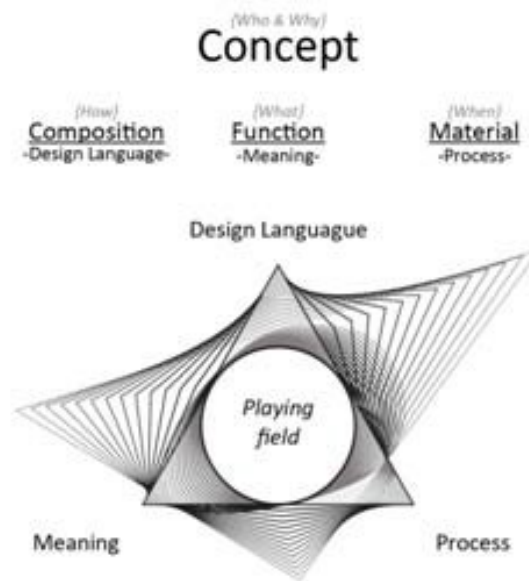 (Who & Why)
Concept
(How) (What) (When)
Composition Function Material
-Design Language- -Meaning- -Process-
Design Languague
Playing
field
Meaning Process